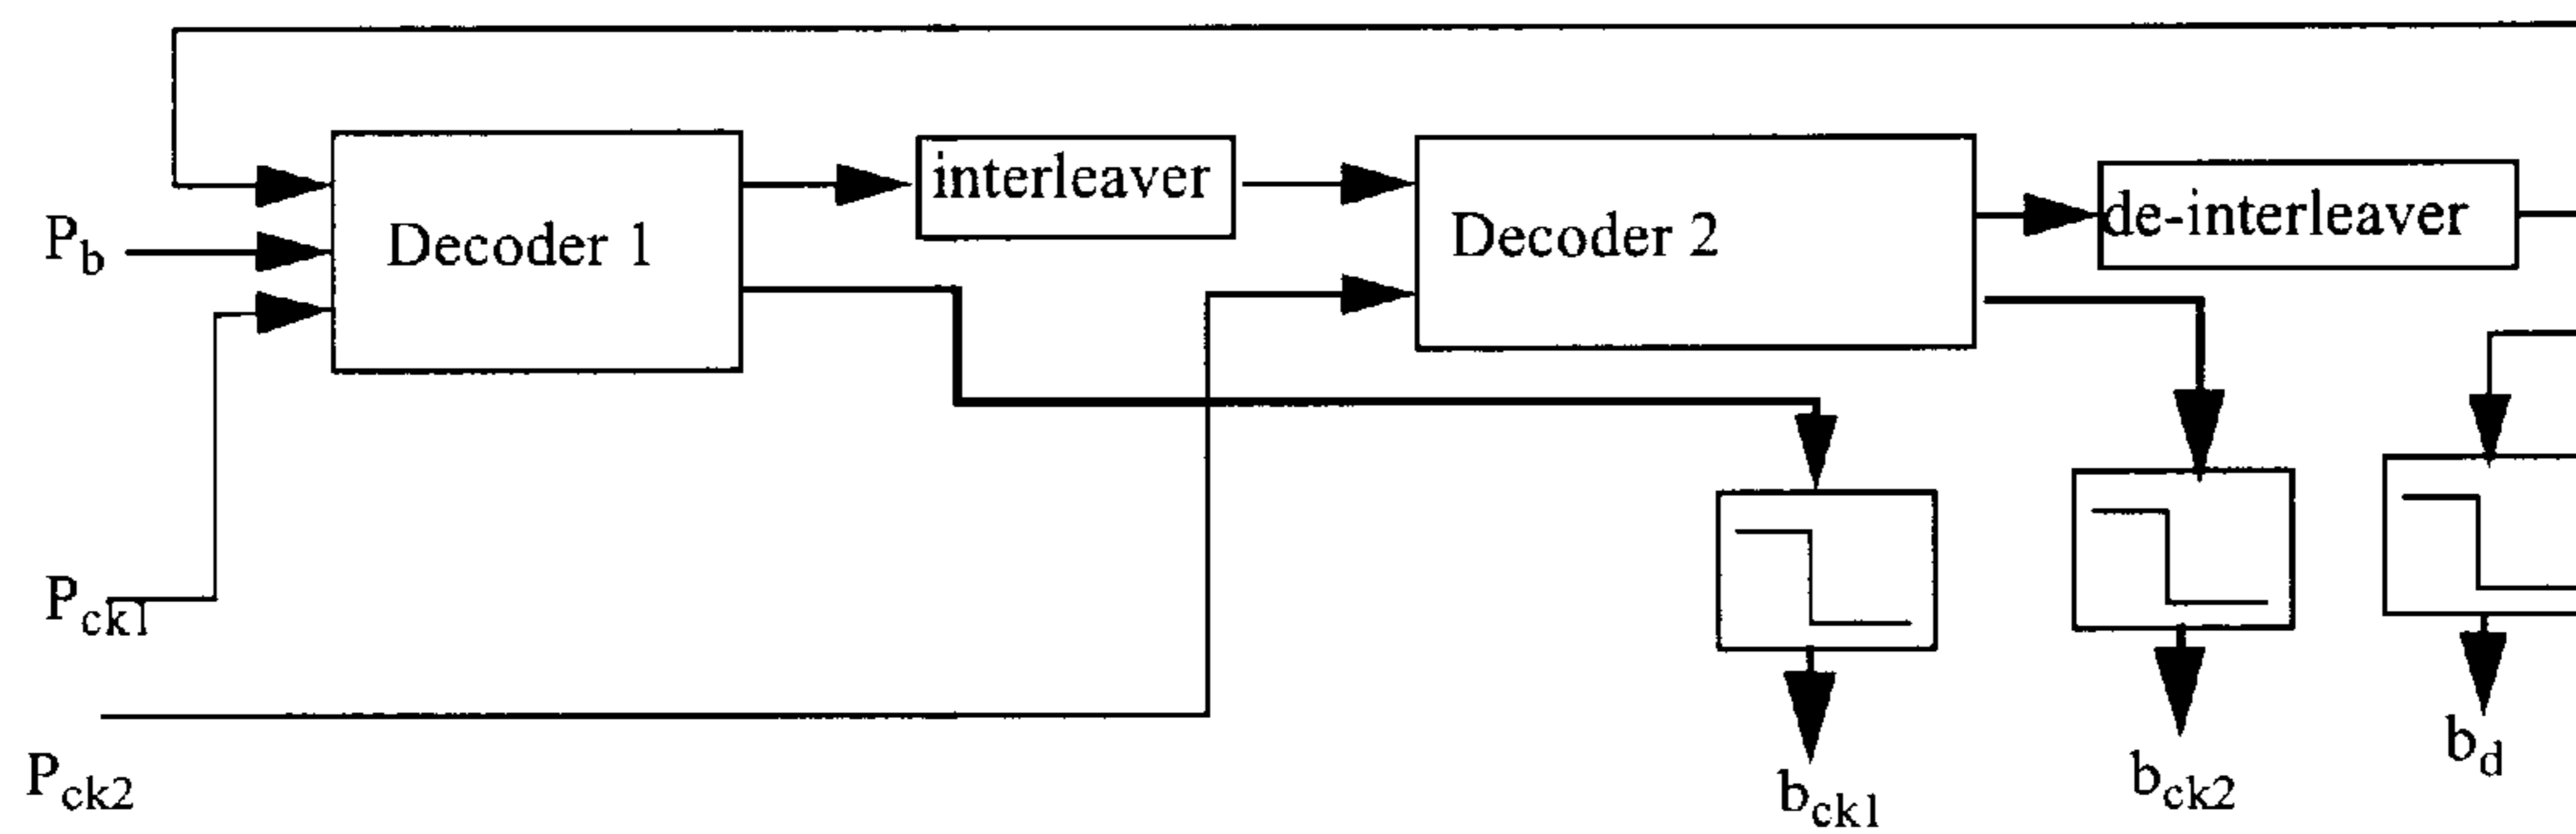 interleaver
de-interleaver
Decoder 1
Decoder 2
P_b
P_ck1
P_ck2
b_ck1
b_ck2
b_d